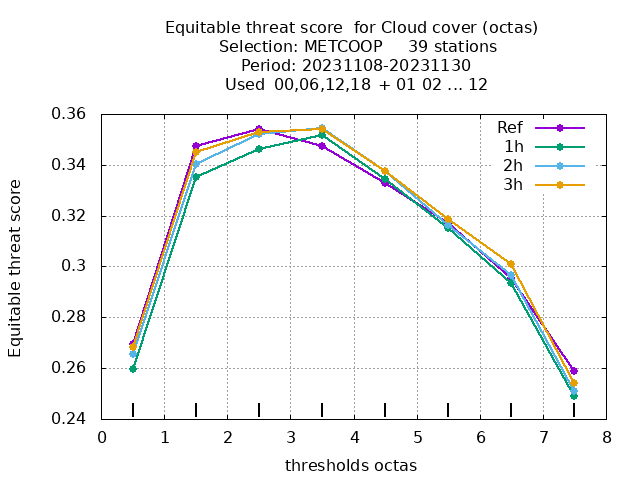 Equitable threat score  for Cloud cover (octas)
Selection: METCOOP     39 stations
Period: 20231108-20231130
Used  00,06,12,18  + 01 02 ... 12
Equitable threat score
0.36
0.34
0.32
0.3
0.28
0.26
0.24
Ref
1h
2h
3h
0 1 2 3 4 5 6 7 8
thresholds octas